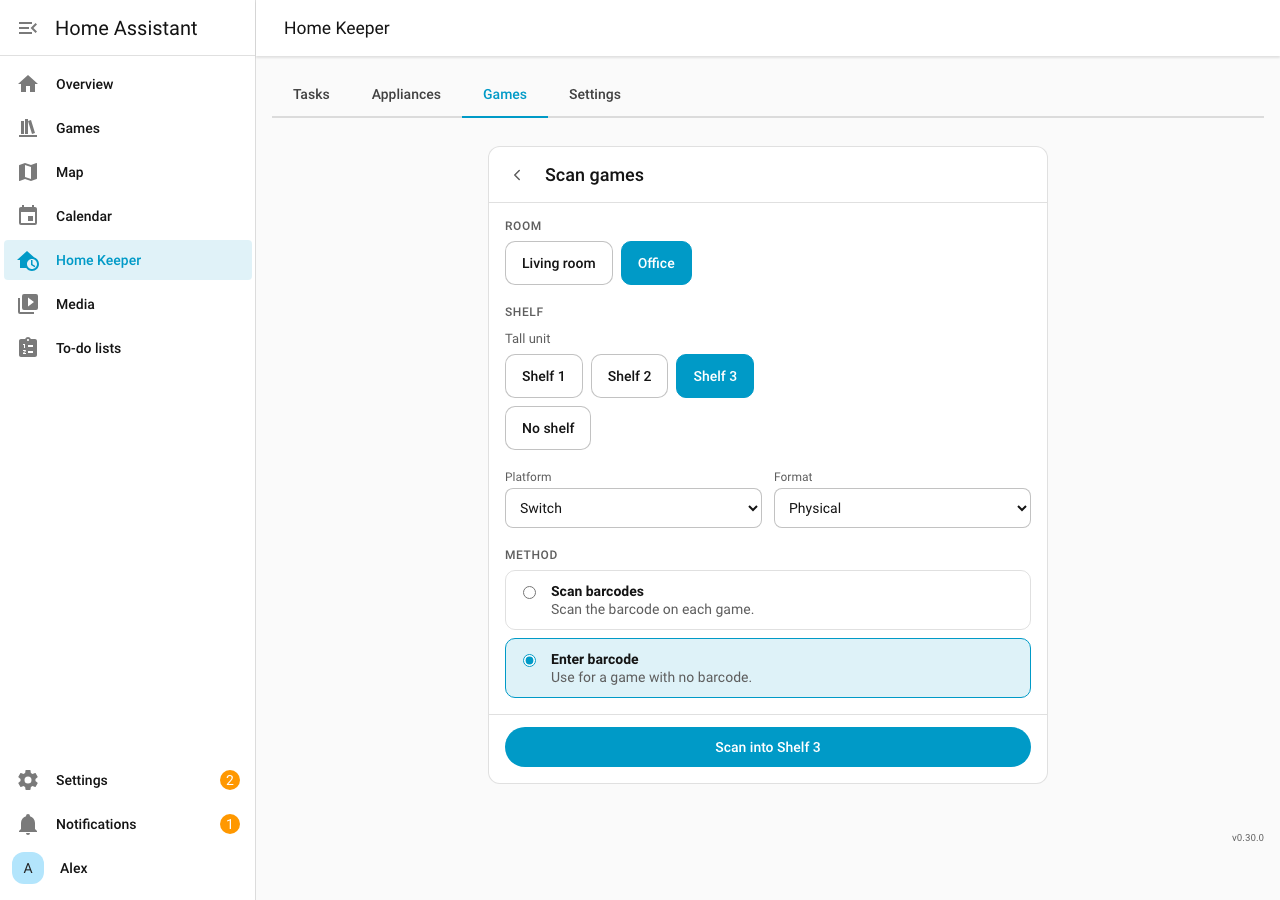 Home Assistant
Home Keeper
Overview
Games
Map
Calendar
Home Keeper
Media
To-do lists
Settings
2
Notifications
1
A
Alex
Tasks
Appliances
Games
Settings
Scan games
ROOM
Living room
Office
SHELF
Tall unit
Shelf 1
Shelf 2
Shelf 3
No shelf
Platform
Format
Switch
Physical
METHOD
Scan barcodes
Scan the barcode on each game.
Enter barcode
Use for a game with no barcode.
Scan into Shelf 3
v0.30.0